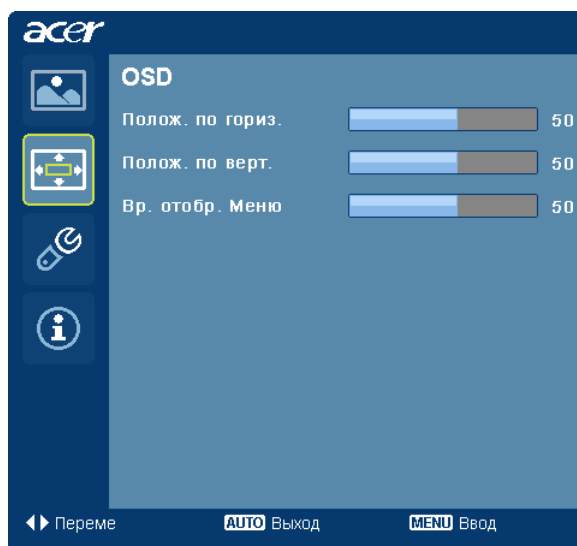 acer
OSD
Полож. по гориз. 50
Полож. по верт. 50
Вр. отобр. Меню 50
Переме AUTO Выход MENU Ввод